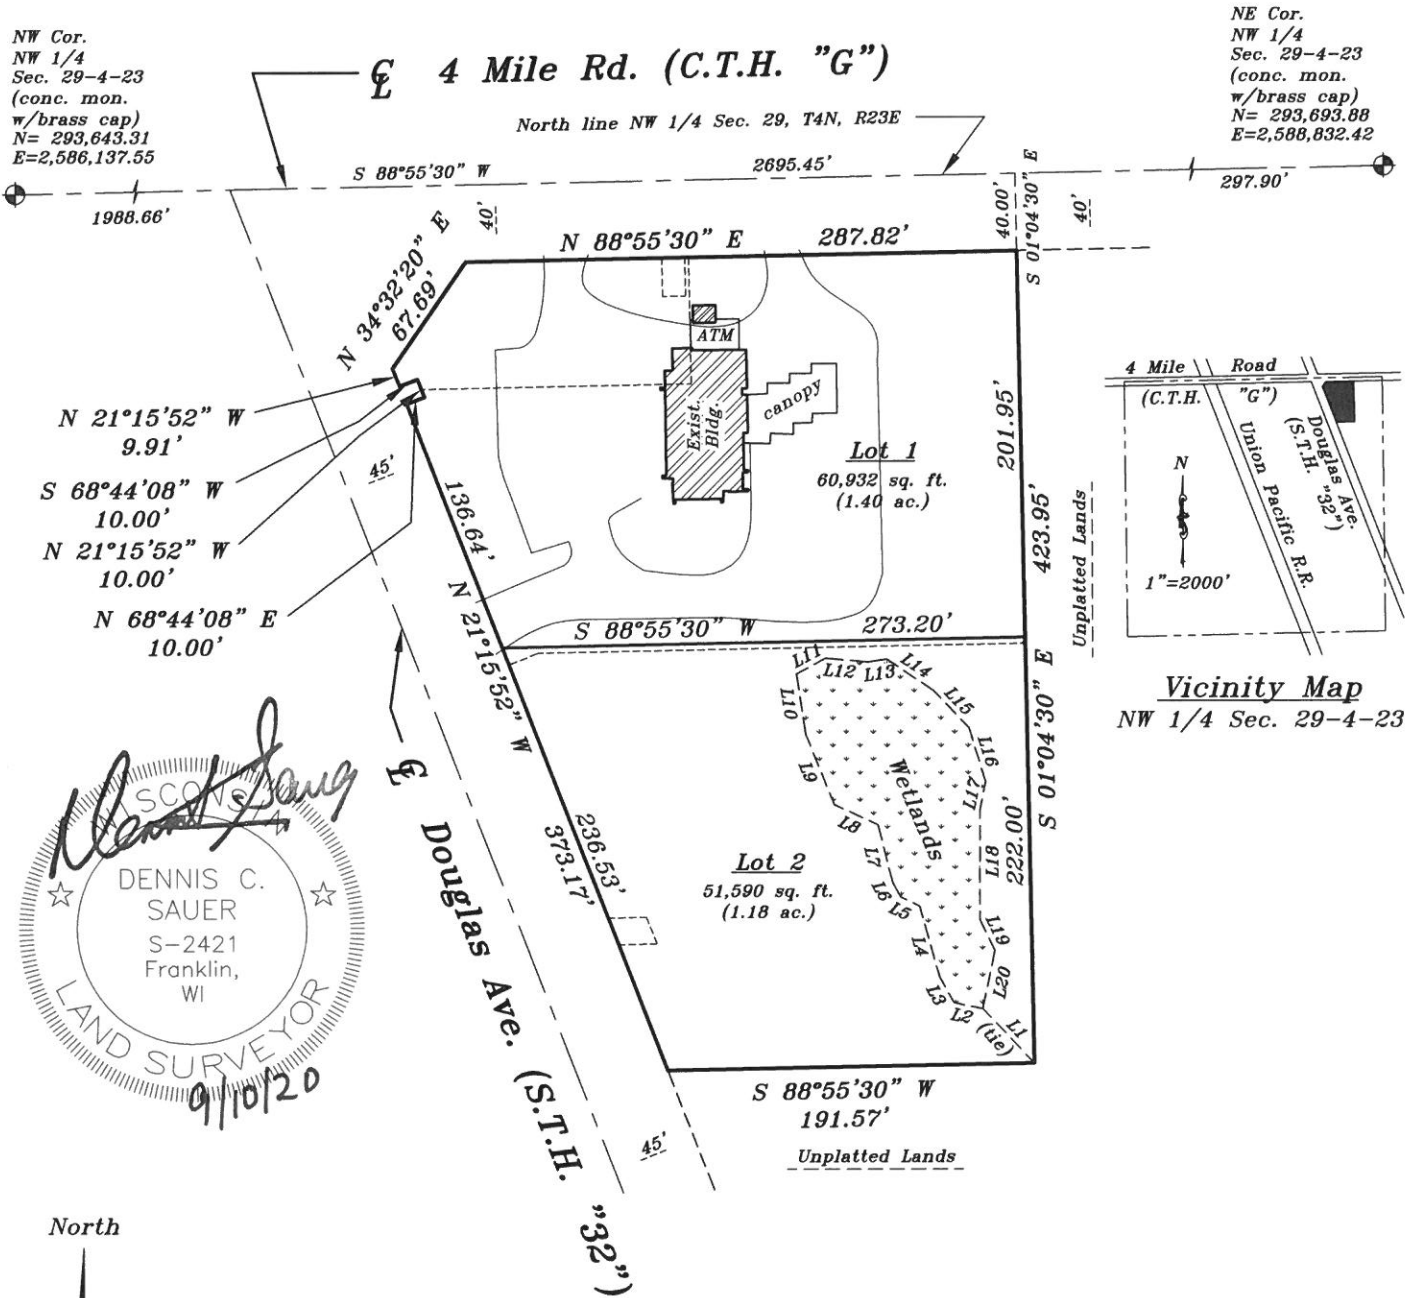 NW Cor.
NW 1/4
Sec. 29-4-23
(conc. mon.
w/brass cap)
N= 293,643.31
E=2,586,137.55
℄ 4 Mile Rd. (C.T.H. "G")
North line NW 1/4 Sec. 29, T4N, R23E
NE Cor.
NW 1/4
Sec. 29-4-23
(conc. mon.
w/brass cap)
N= 293,693.88
E=2,588,832.42
S 88°55'30" W 2695.45'
1988.66'
297.90'
40'
40.00'
S 01°04'30" E
40'
N 88°55'30" E 287.82'
N 34°32'20" E
67.69'
N 21°15'52" W
9.91'
S 68°44'08" W
10.00'
N 21°15'52" W
10.00'
N 68°44'08" E
10.00'
45'
ATM
Exist.
Bldg.
canopy
Lot 1
60,932 sq. ft.
(1.40 ac.)
201.95'
423.95'
Unplatted Lands
136.64'
N 21°15'52" W
S 88°55'30" W 273.20'
4 Mile Road
(C.T.H. "G")
Union Pacific R.R.
Douglas Ave.
(S.T.H. "32")
N
1"=2000'
Vicinity Map
NW 1/4 Sec. 29-4-23
S 01°04'30" E
222.00'
L11
L12
L13
L14
L10
L15
L16
L9
L17
L8
L18
L7
L6
L5
L19
L4
L20
L3
L2
L1
(tie)
Wetlands
Lot 2
51,590 sq. ft.
(1.18 ac.)
236.53'
373.17'
℄ Douglas Ave. (S.T.H. "32")
45'
S 88°55'30" W
191.57'
Unplatted Lands
Dennis Sauer
WISCONSIN
DENNIS C.
SAUER
S-2421
Franklin,
WI
LAND SURVEYOR
9/10/20
North